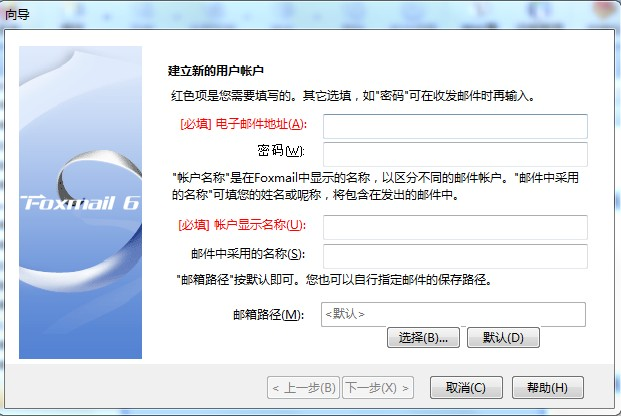 向导
建立新的用户帐户
红色项是您需要填写的。其它选填，如"密码"可在收发邮件时再输入。
[必填] 电子邮件地址(A):
密码(W):
"帐户名称"是在Foxmail中显示的名称，以区分不同的邮件帐户。"邮件中采用
的名称"可填您的姓名或昵称，将包含在发出的邮件中。
Foxmail 6
[必填] 帐户显示名称(U):
邮件中采用的名称(S):
"邮箱路径"按默认即可。您也可以自行指定邮件的保存路径。
邮箱路径(M): <默认>
选择(B)... 默认(D)
< 上一步(B) 下一步(X) > 取消(C) 帮助(H)